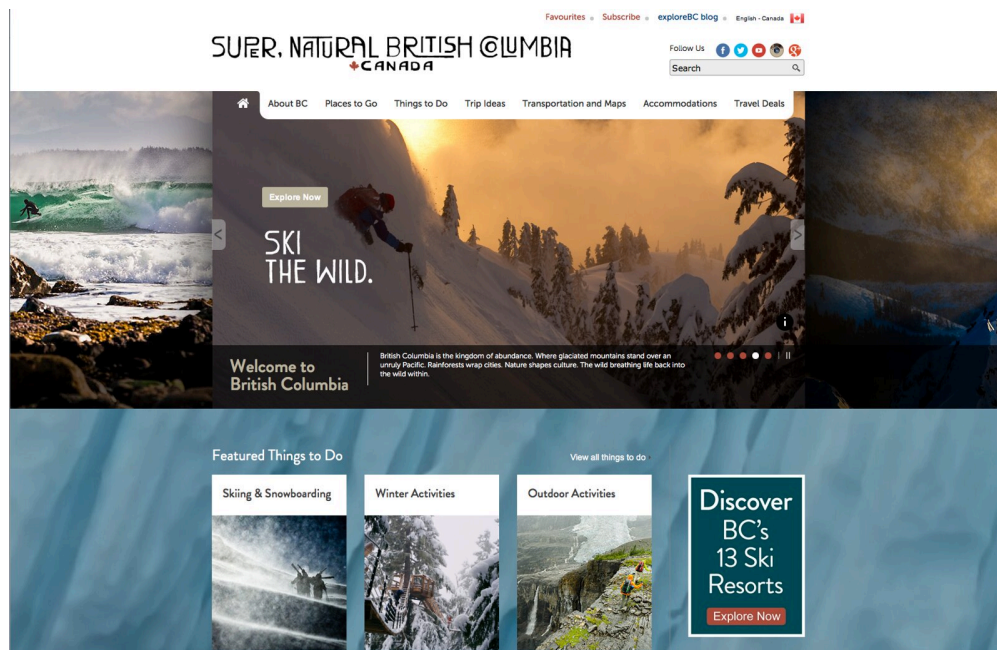 Favourites » Subscribe » exploreBC blog » English - Canada
SUPER, NATURAL BRITISH COLUMBIA
CANADA
Follow Us
Search
About BC Places to Go Things to Do Trip Ideas Transportation and Maps Accommodations Travel Deals
Explore Now
SKI
THE WILD.
< >
i
Welcome to
British Columbia
British Columbia is the kingdom of abundance. Where glaciated mountains stand over an
unruly Pacific. Rainforests wrap cities. Nature shapes culture. The wild breathing life back into
the wild within.
Featured Things to Do
View all things to do
Skiing & Snowboarding
Winter Activities
Outdoor Activities
Discover
BC's
13 Ski
Resorts
Explore Now